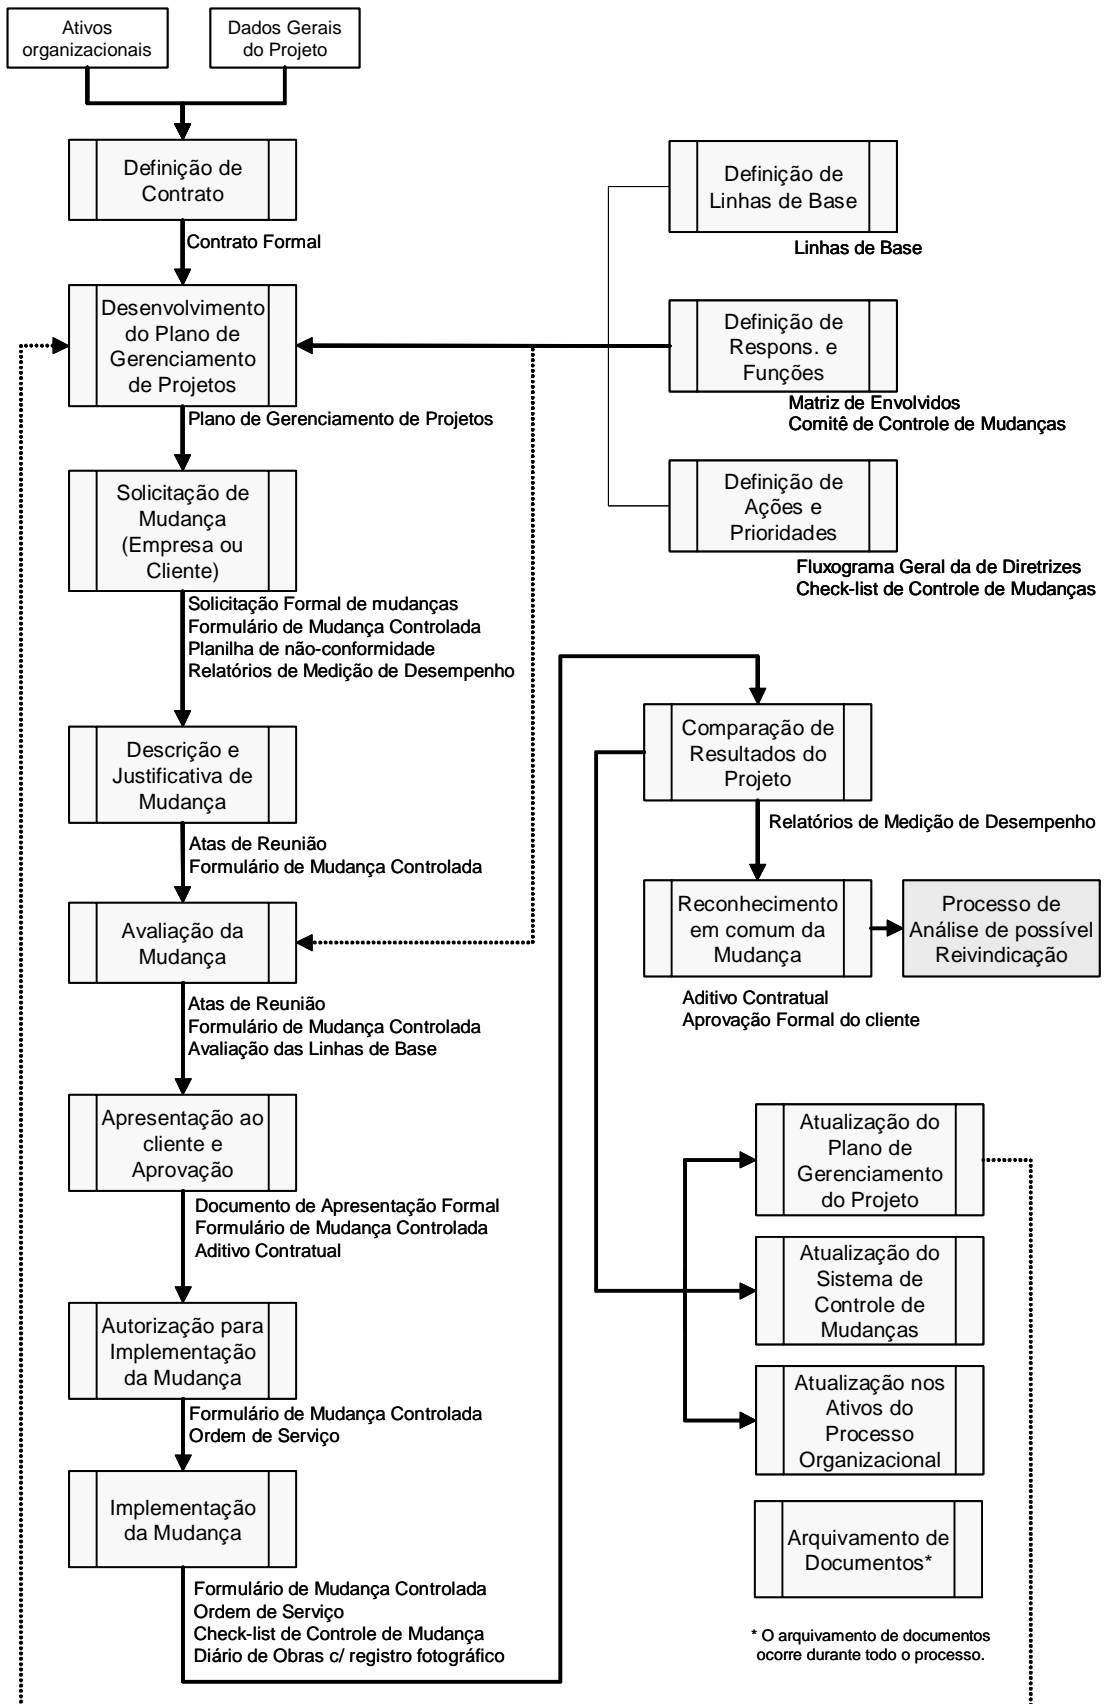 Ativos
organizacionais
Dados Gerais
do Projeto
Definição de
Contrato
Contrato Formal
Desenvolvimento
do Plano de
Gerenciamento
de Projetos
Plano de Gerenciamento de Projetos
Solicitação de
Mudança
(Empresa ou
Cliente)
Solicitação Formal de mudanças
Formulário de Mudança Controlada
Planilha de não-conformidade
Relatórios de Medição de Desempenho
Descrição e
Justificativa de
Mudança
Atas de Reunião
Formulário de Mudança Controlada
Avaliação da
Mudança
Atas de Reunião
Formulário de Mudança Controlada
Avaliação das Linhas de Base
Apresentação ao
cliente e
Aprovação
Documento de Apresentação Formal
Formulário de Mudança Controlada
Aditivo Contratual
Autorização para
Implementação
da Mudança
Formulário de Mudança Controlada
Ordem de Serviço
Implementação
da Mudança
Formulário de Mudança Controlada
Ordem de Serviço
Check-list de Controle de Mudança
Diário de Obras c/ registro fotográfico
Definição de
Linhas de Base
Linhas de Base
Definição de
Respons. e
Funções
Matriz de Envolvidos
Comitê de Controle de Mudanças
Definição de
Ações e
Prioridades
Fluxograma Geral da de Diretrizes
Check-list de Controle de Mudanças
Comparação de
Resultados do
Projeto
Relatórios de Medição de Desempenho
Reconhecimento
em comum da
Mudança
Aditivo Contratual
Aprovação Formal do cliente
Processo de
Análise de possível
Reivindicação
Atualização do
Plano de
Gerenciamento
do Projeto
Atualização do
Sistema de
Controle de
Mudanças
Atualização nos
Ativos do
Processo
Organizacional
Arquivamento de
Documentos*
* O arquivamento de documentos
ocorre durante todo o processo.